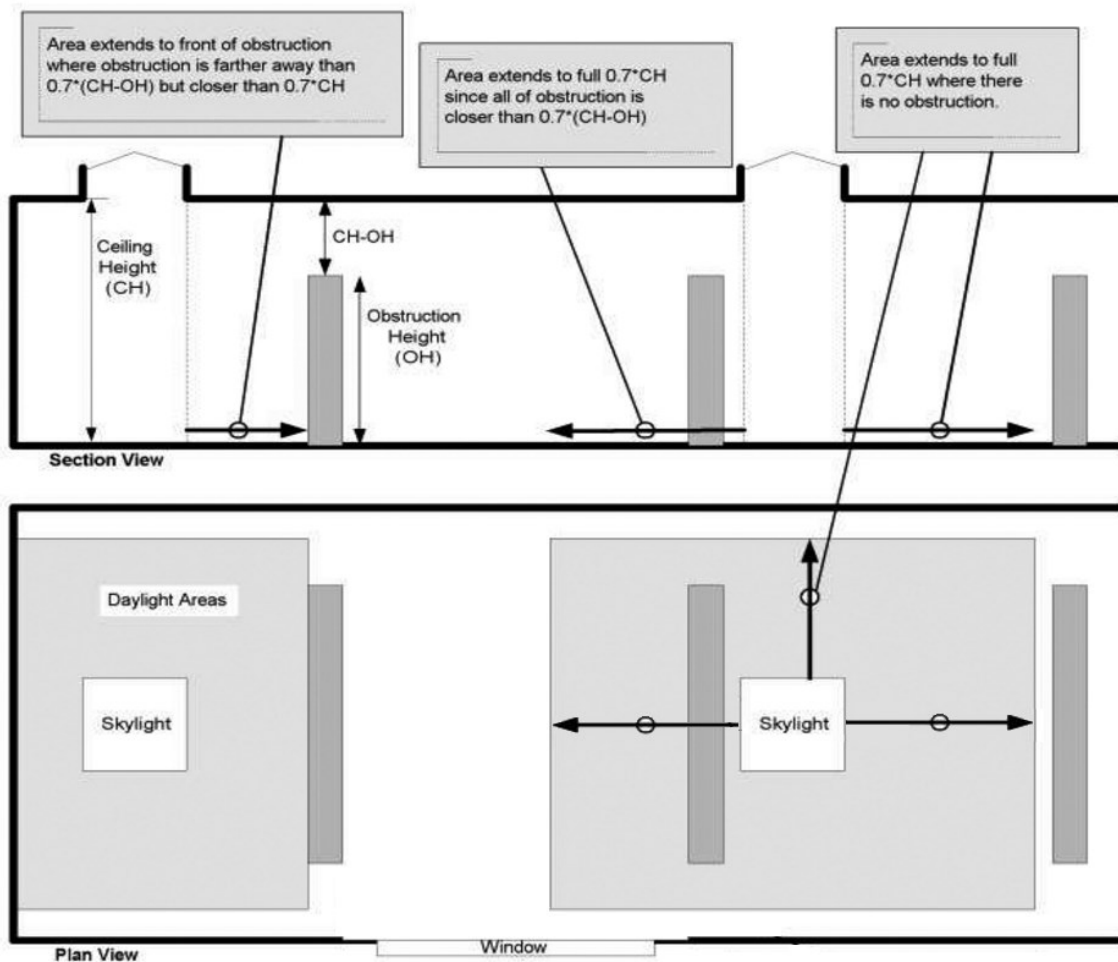 Area extends to front of obstruction
where obstruction is farther away than
0.7*(CH-OH) but closer than 0.7*CH
Area extends to full 0.7*CH
since all of obstruction is
closer than 0.7*(CH-OH)
Area extends to full
0.7*CH where there
is no obstruction.
Ceiling
Height
(CH)
CH-OH
Obstruction
Height
(OH)
Section View
Daylight Areas
Skylight
Skylight
Window
Plan View